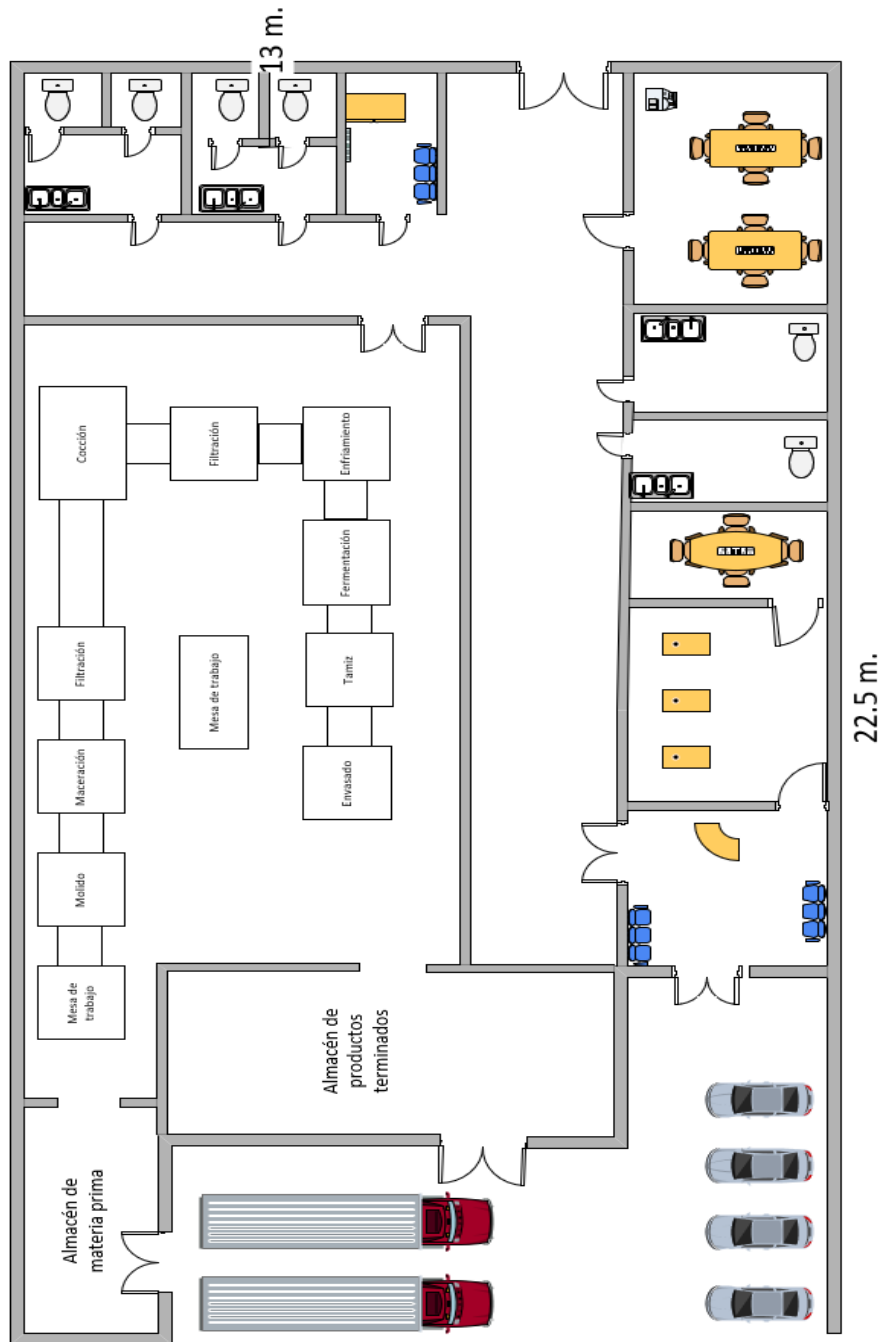 13 m.
Cocción
Filtración
Enfriamiento
Fermentación
Filtración
Mesa de trabajo
Tamiz
Maceración
Envasado
Molido
Mesa de
trabajo
Almacén de
productos
terminados
Almacén de
materia prima
22.5 m.